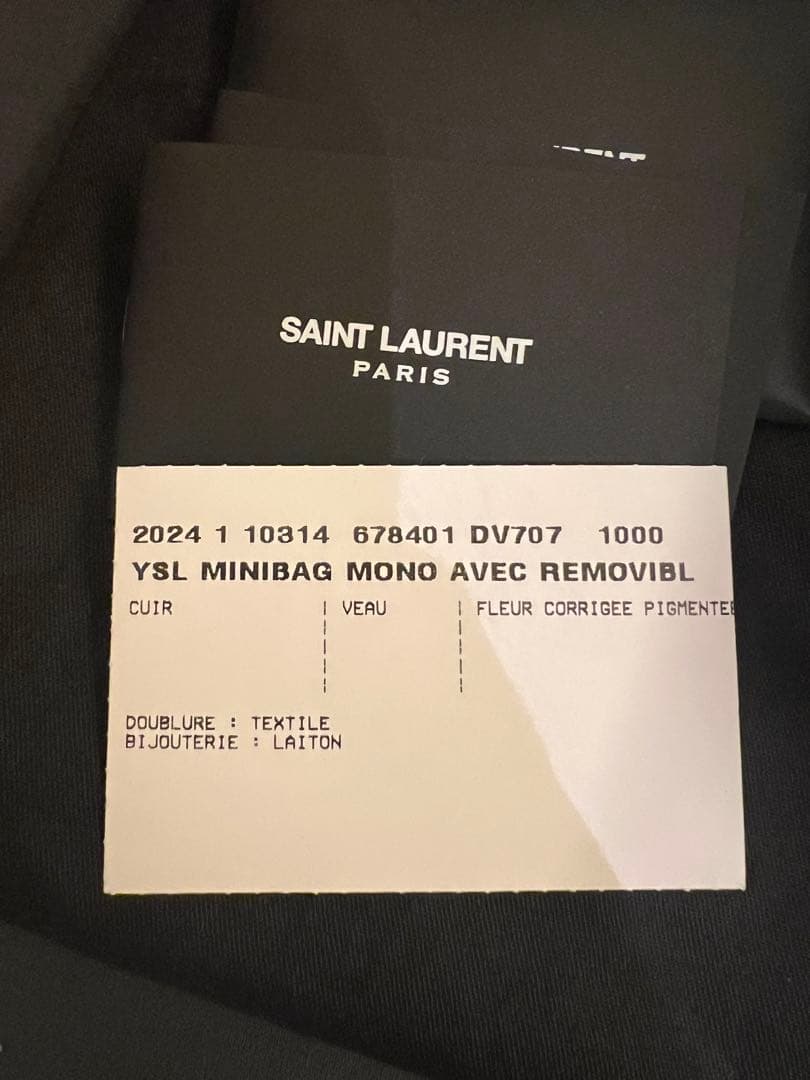 SAINT LAURENT
PARIS
2024 1 10314 678401 DV707 1000
YSL MINIBAG MONO AVEC REMOVIBL
CUIR | VEAU | FLEUR CORRIGEE PIGMENTEE
DOUBLURE : TEXTILE
BIJOUTERIE : LAITON